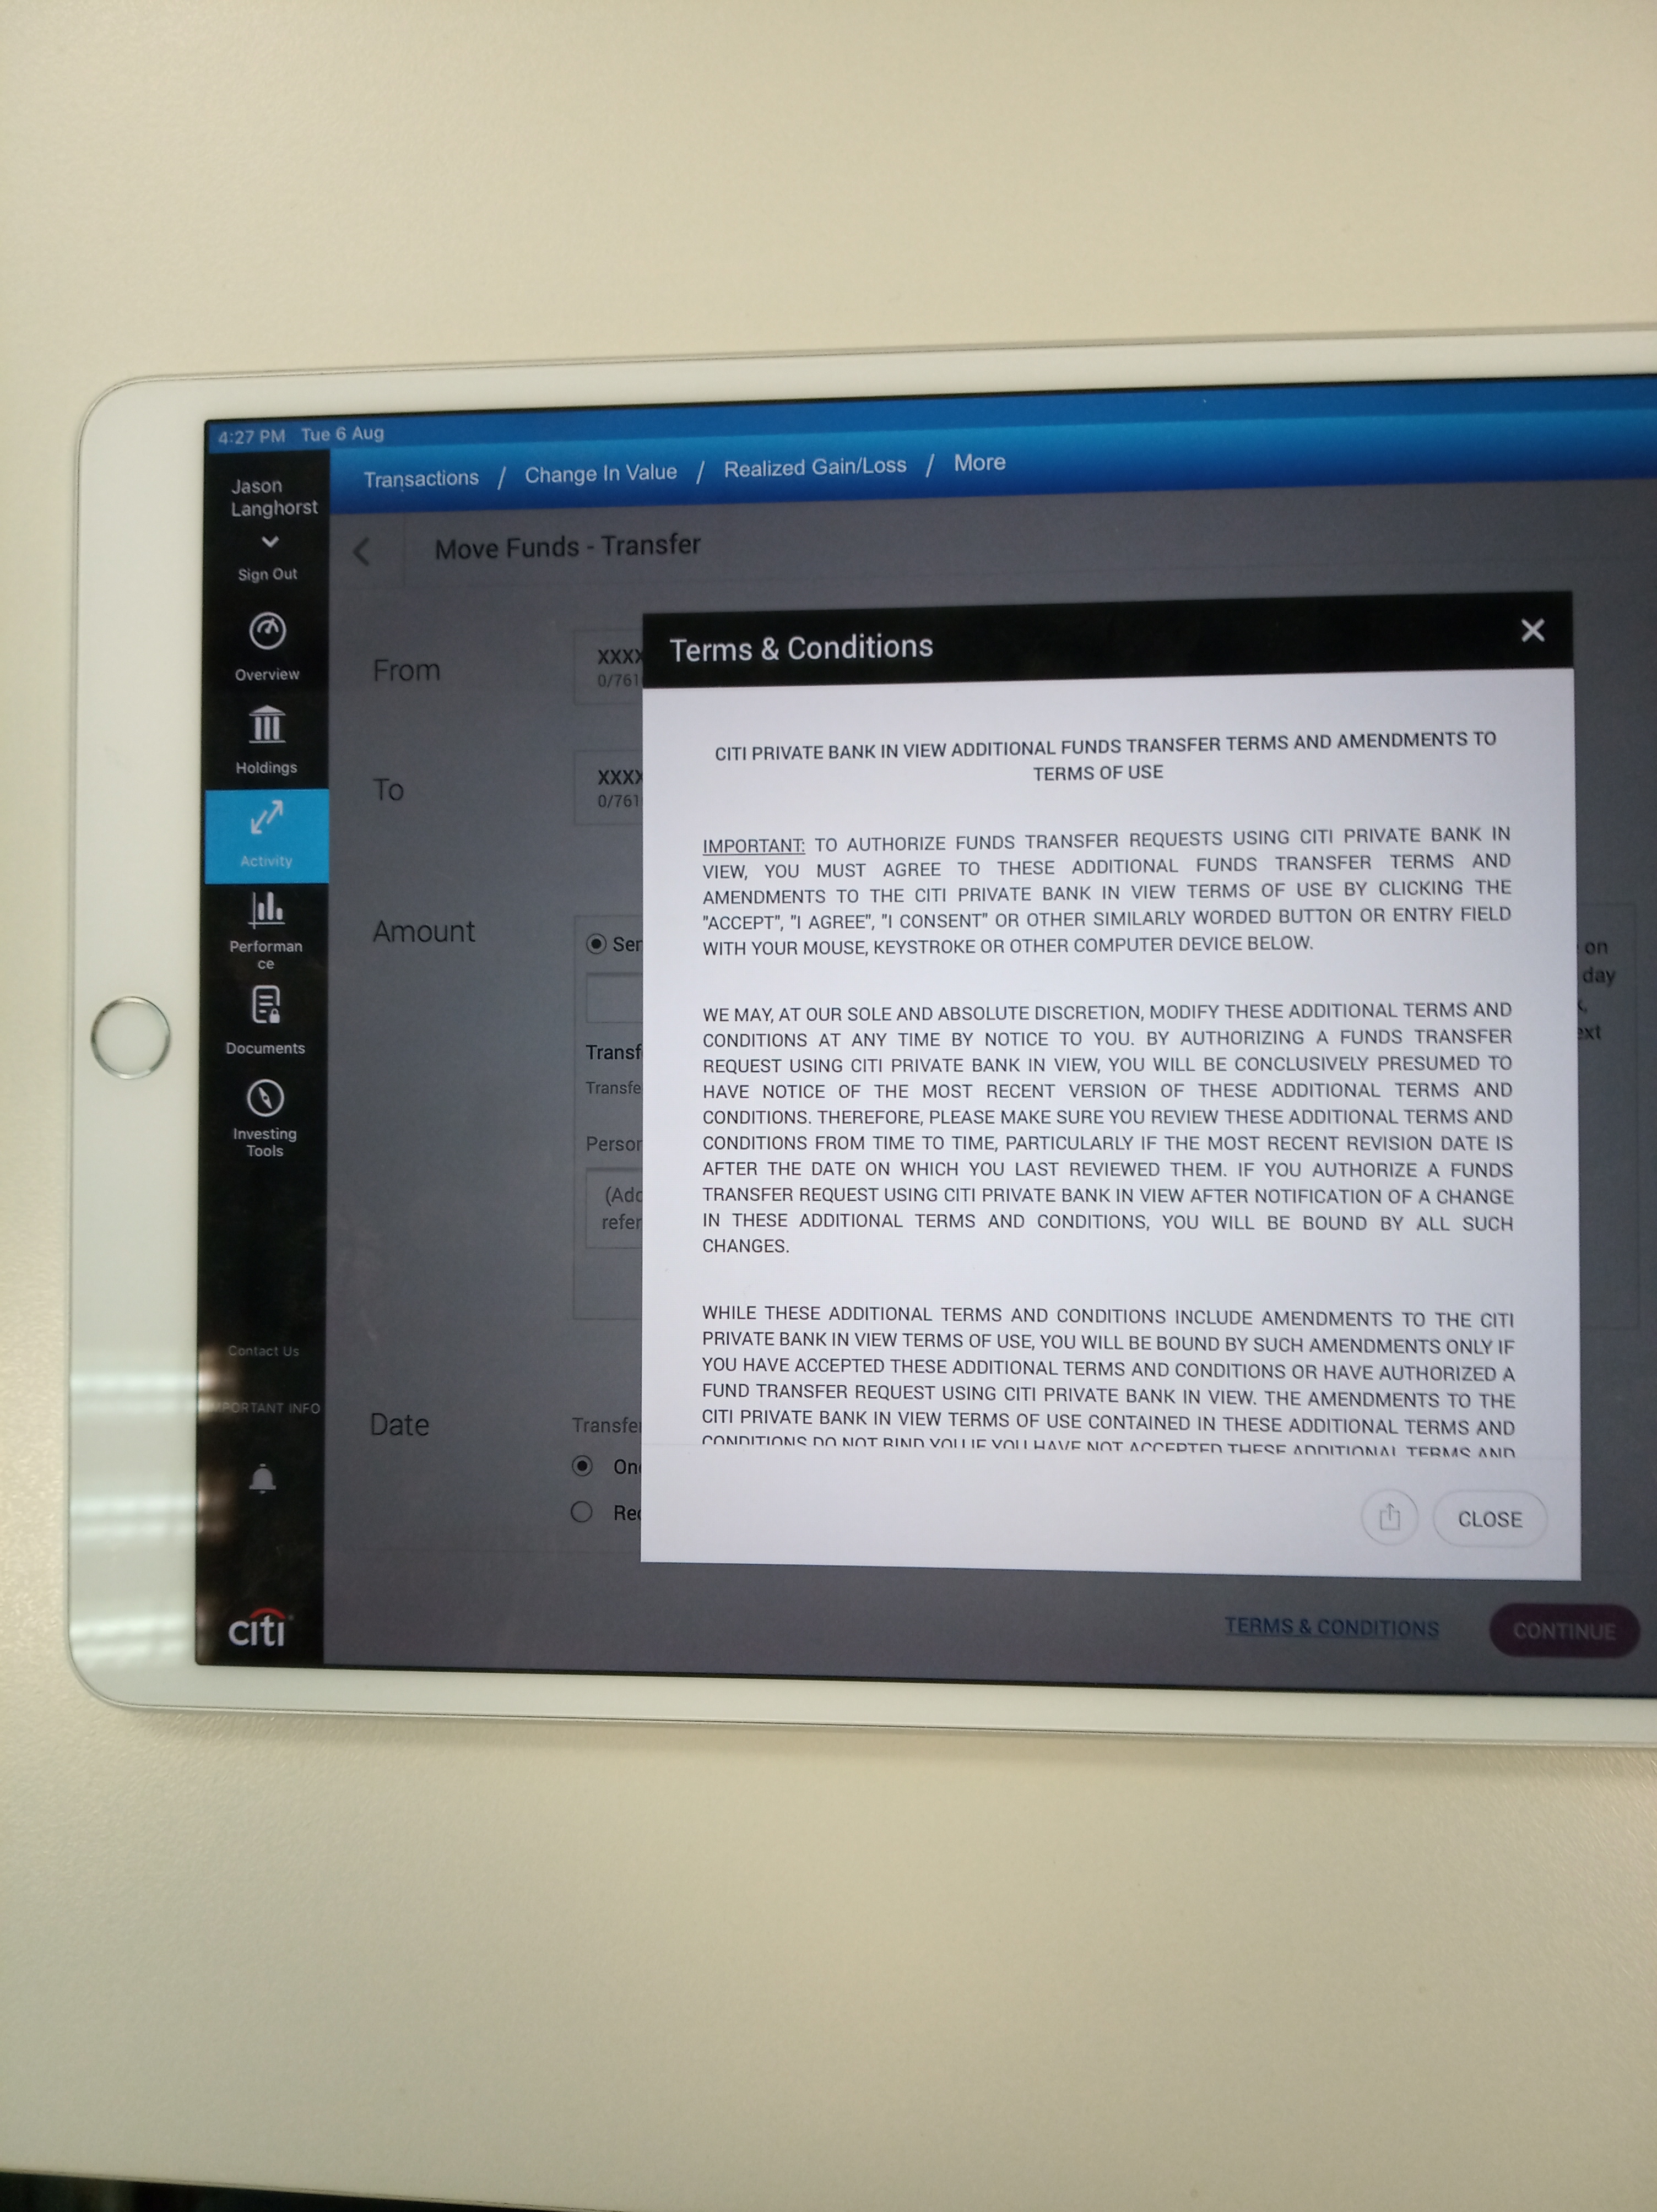 4:27 PM Tue 6 Aug
Jason
Langhorst
Sign Out
Overview
Holdings
Activity
Performan
ce
Documents
Investing
Tools
Contact Us
IMPORTANT INFO
citi
Transactions / Change In Value / Realized Gain/Loss / More
Move Funds - Transfer
From
XXXX
0/761
To
XXXX
0/761
Amount
Transf
Transfe
Person
refer
Date
Transfe
on
day
ext
Terms & Conditions
CITI PRIVATE BANK IN VIEW ADDITIONAL FUNDS TRANSFER TERMS AND AMENDMENTS TO
TERMS OF USE
IMPORTANT: TO AUTHORIZE FUNDS TRANSFER REQUESTS USING CITI PRIVATE BANK IN
VIEW, YOU MUST AGREE TO THESE ADDITIONAL FUNDS TRANSFER TERMS AND
AMENDMENTS TO THE CITI PRIVATE BANK IN VIEW TERMS OF USE BY CLICKING THE
"ACCEPT", "I AGREE", "I CONSENT" OR OTHER SIMILARLY WORDED BUTTON OR ENTRY FIELD
WITH YOUR MOUSE, KEYSTROKE OR OTHER COMPUTER DEVICE BELOW.
WE MAY, AT OUR SOLE AND ABSOLUTE DISCRETION, MODIFY THESE ADDITIONAL TERMS AND
CONDITIONS AT ANY TIME BY NOTICE TO YOU. BY AUTHORIZING A FUNDS TRANSFER
REQUEST USING CITI PRIVATE BANK IN VIEW, YOU WILL BE CONCLUSIVELY PRESUMED TO
HAVE NOTICE OF THE MOST RECENT VERSION OF THESE ADDITIONAL TERMS AND
CONDITIONS. THEREFORE, PLEASE MAKE SURE YOU REVIEW THESE ADDITIONAL TERMS AND
CONDITIONS FROM TIME TO TIME, PARTICULARLY IF THE MOST RECENT REVISION DATE IS
AFTER THE DATE ON WHICH YOU LAST REVIEWED THEM. IF YOU AUTHORIZE A FUNDS
TRANSFER REQUEST USING CITI PRIVATE BANK IN VIEW AFTER NOTIFICATION OF A CHANGE
IN THESE ADDITIONAL TERMS AND CONDITIONS, YOU WILL BE BOUND BY ALL SUCH
CHANGES.
WHILE THESE ADDITIONAL TERMS AND CONDITIONS INCLUDE AMENDMENTS TO THE CITI
PRIVATE BANK IN VIEW TERMS OF USE, YOU WILL BE BOUND BY SUCH AMENDMENTS ONLY IF
YOU HAVE ACCEPTED THESE ADDITIONAL TERMS AND CONDITIONS OR HAVE AUTHORIZED A
FUND TRANSFER REQUEST USING CITI PRIVATE BANK IN VIEW. THE AMENDMENTS TO THE
CITI PRIVATE BANK IN VIEW TERMS OF USE CONTAINED IN THESE ADDITIONAL TERMS AND
CONDITIONS DO NOT BIND YOU IF YOU HAVE NOT ACCEPTED THESE ADDITIONAL TERMS AND
CLOSE
TERMS & CONDITIONS
CONTINUE